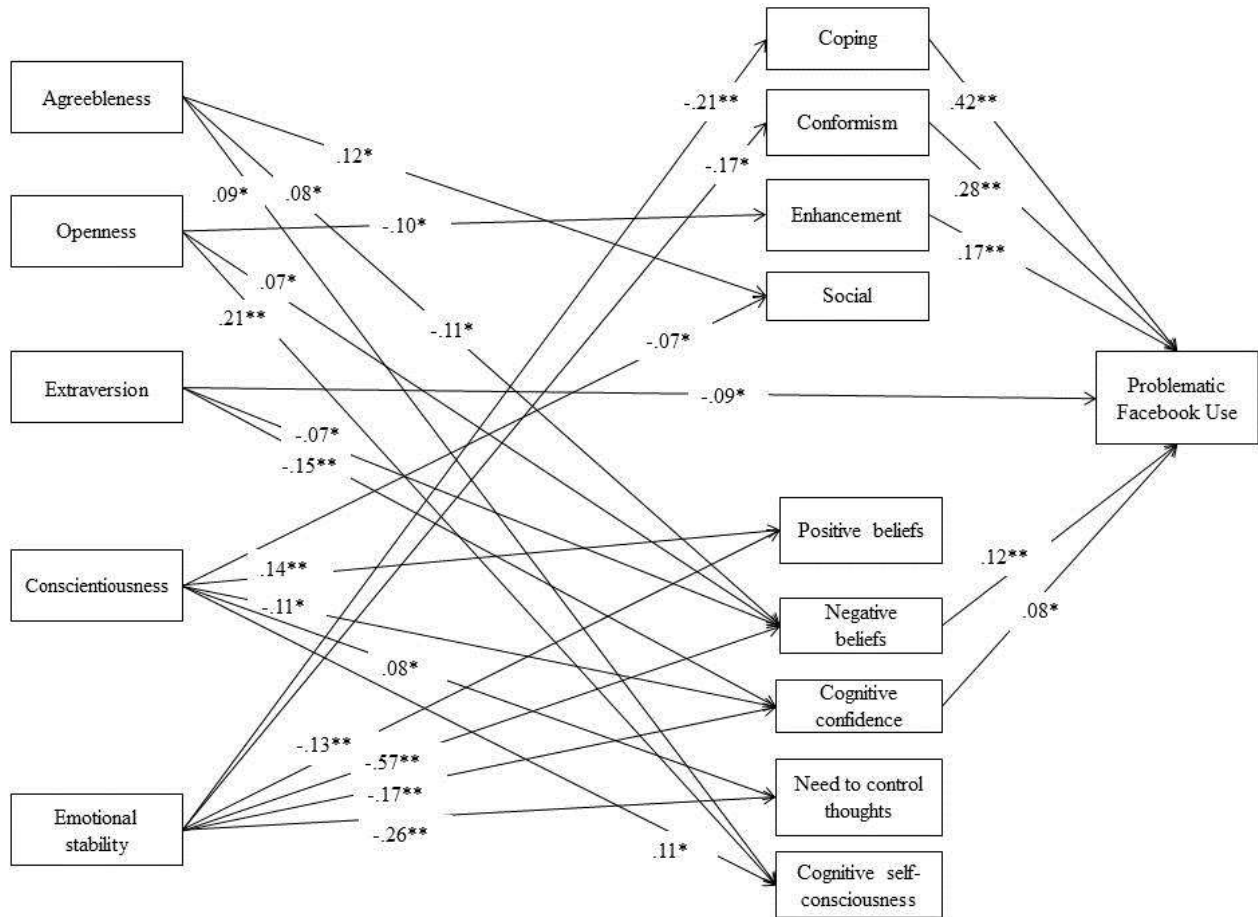 Coping
Agreebleness
-.21**
.42**
Conformism
.12*
-.17*
.09*
.08*
.28**
Openness
-.10*
Enhancement
.17**
.07*
Social
.21**
-.11*
-.07*
Extraversion
Problematic
Facebook Use
-.09*
-.07*
-.15**
Positive beliefs
.14**
.12**
Conscientiousness
-.11*
Negative
beliefs
.08*
.08*
Cognitive
confidence
-.13**
-.57**
-.17**
Need to control
thoughts
Emotional
stability
-.26**
.11*
Cognitive self-
consciousness